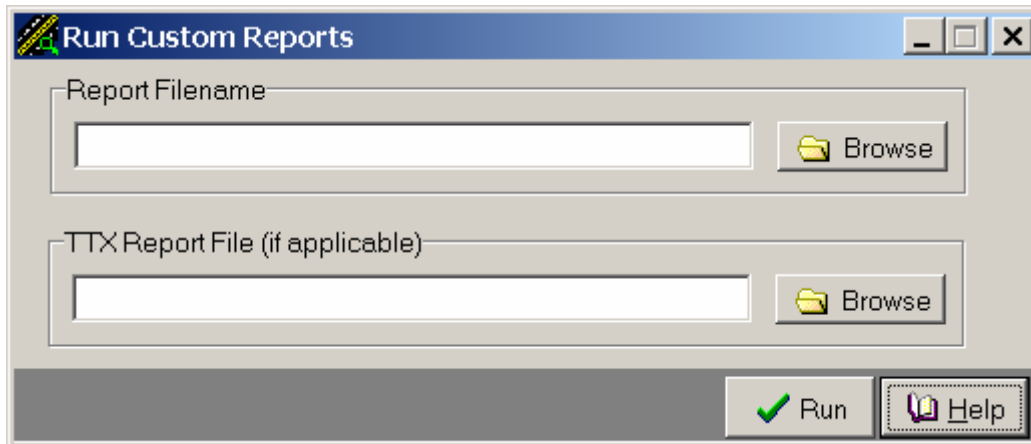 Run Custom Reports
Report Filename
Browse
TTX Report File (if applicable)
Browse
Run
Help